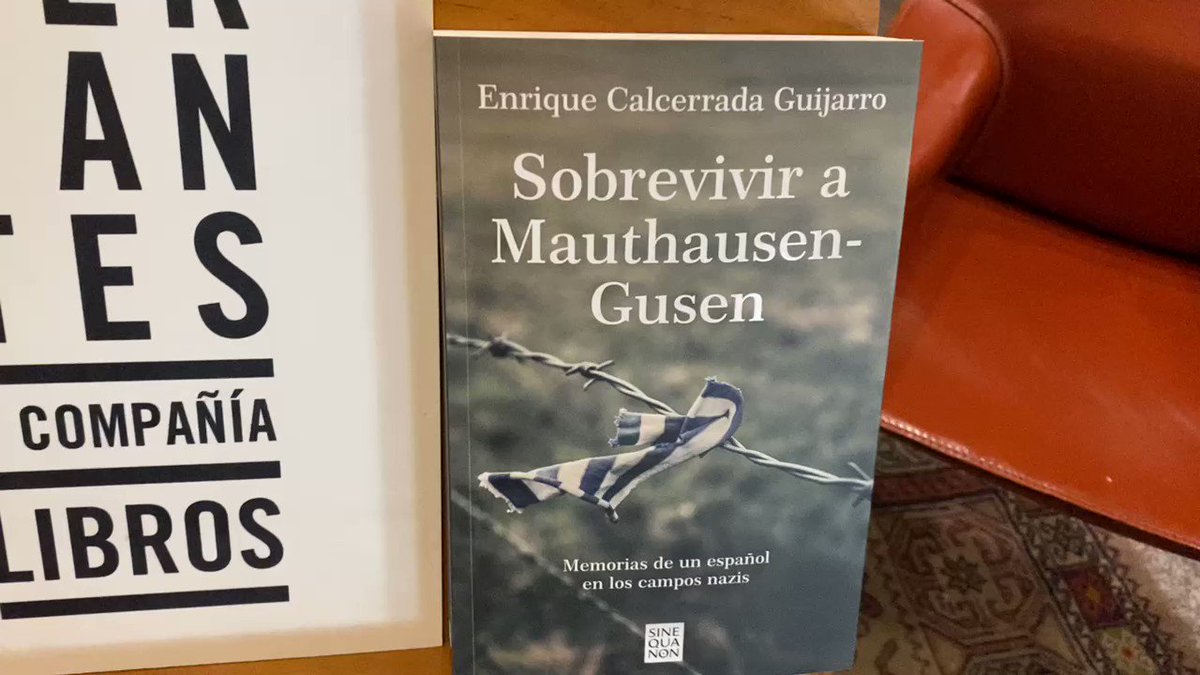 ER
AN
TES
COMPAÑÍA
LIBROS
Enrique Calcerrada Guijarro
Sobrevivir a
Mauthausen-
Gusen
Memorias de un español
en los campos nazis
SINE
QUA
NON